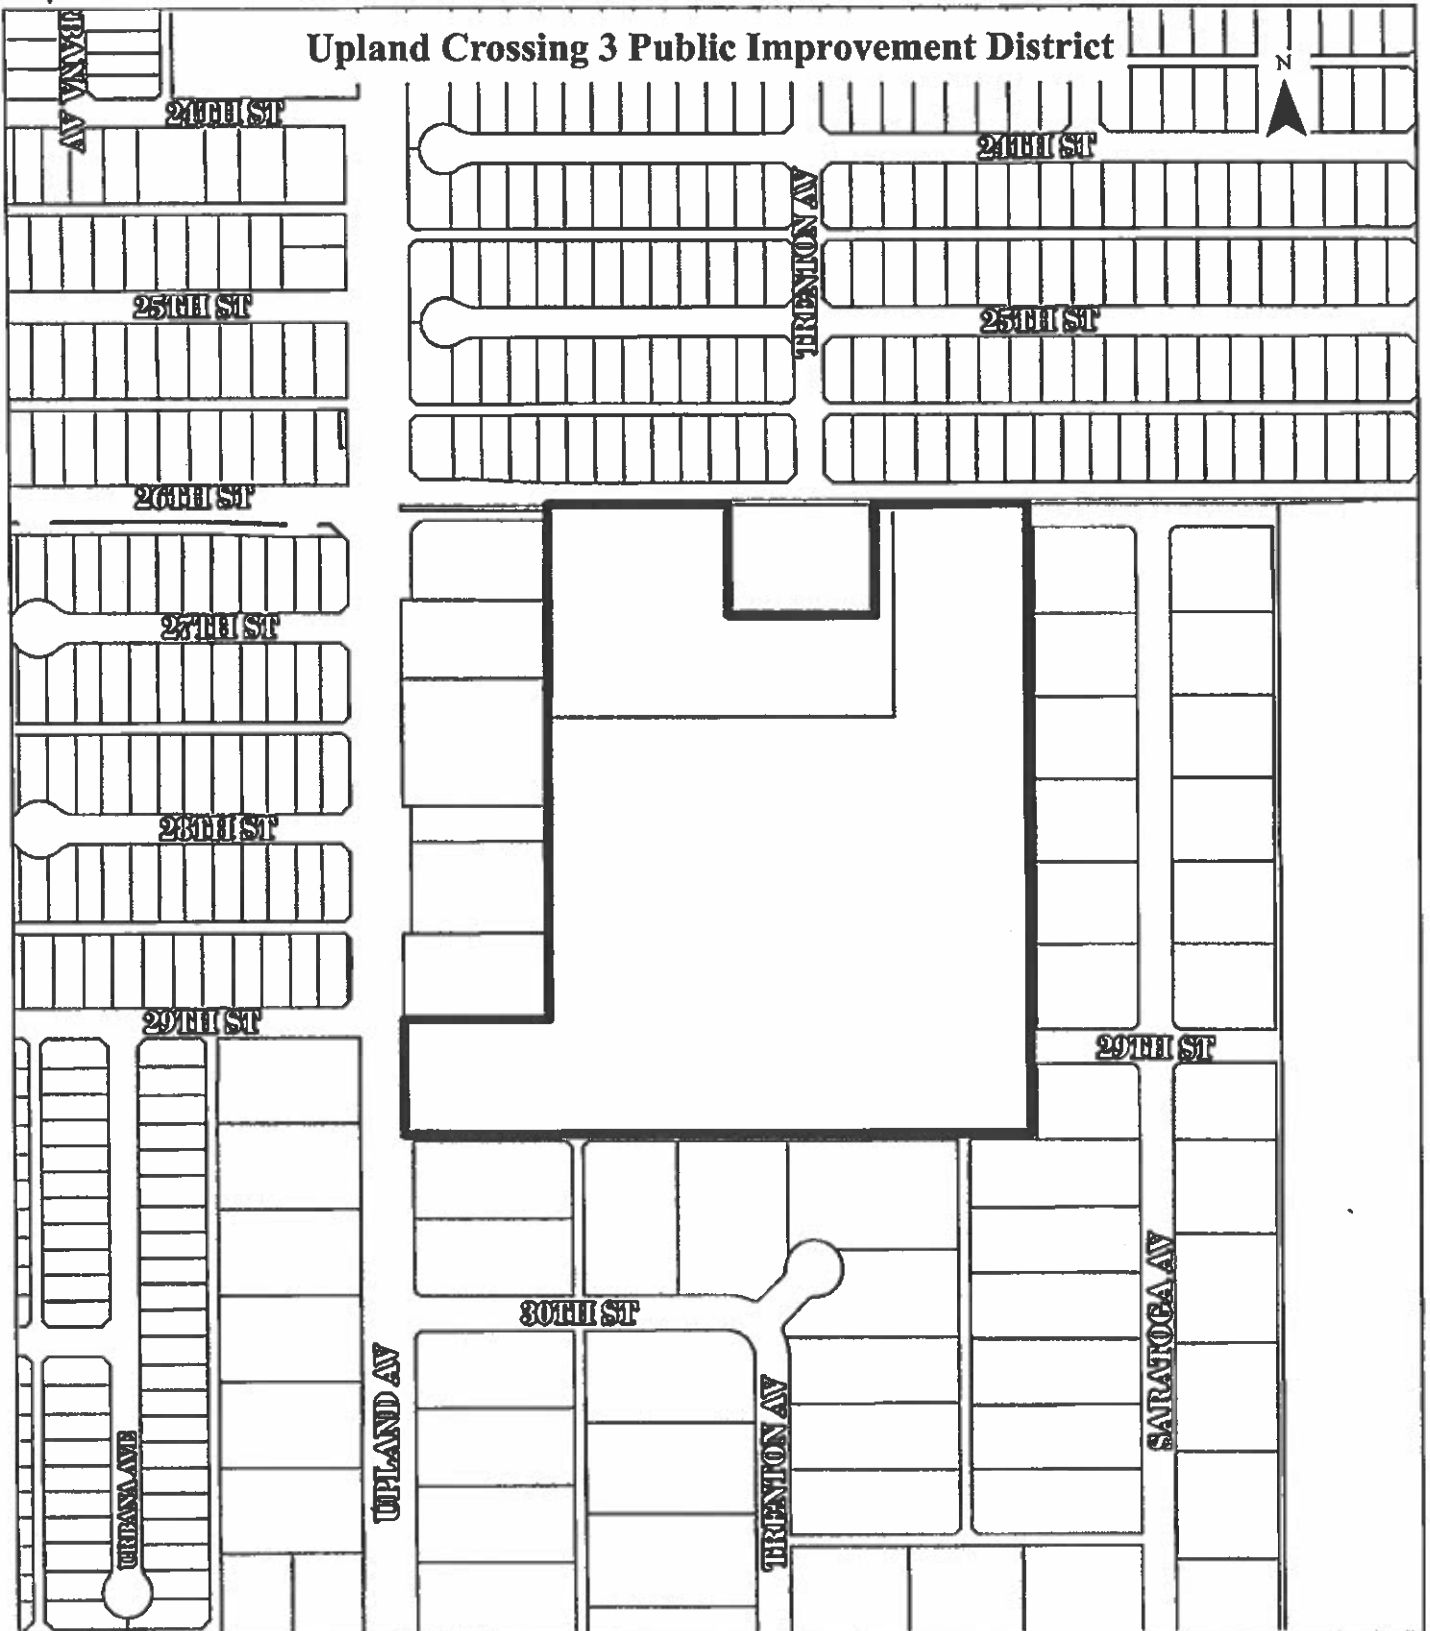 Upland Crossing 3 Public Improvement District
N
BANA AV
24TH ST
24TH ST
TRENTON AV
25TH ST
25TH ST
26TH ST
27TH ST
28TH ST
29TH ST
29TH ST
30TH ST
SARATOGA AV
UPLAND AV
TRENTON AV
URBANA AVE